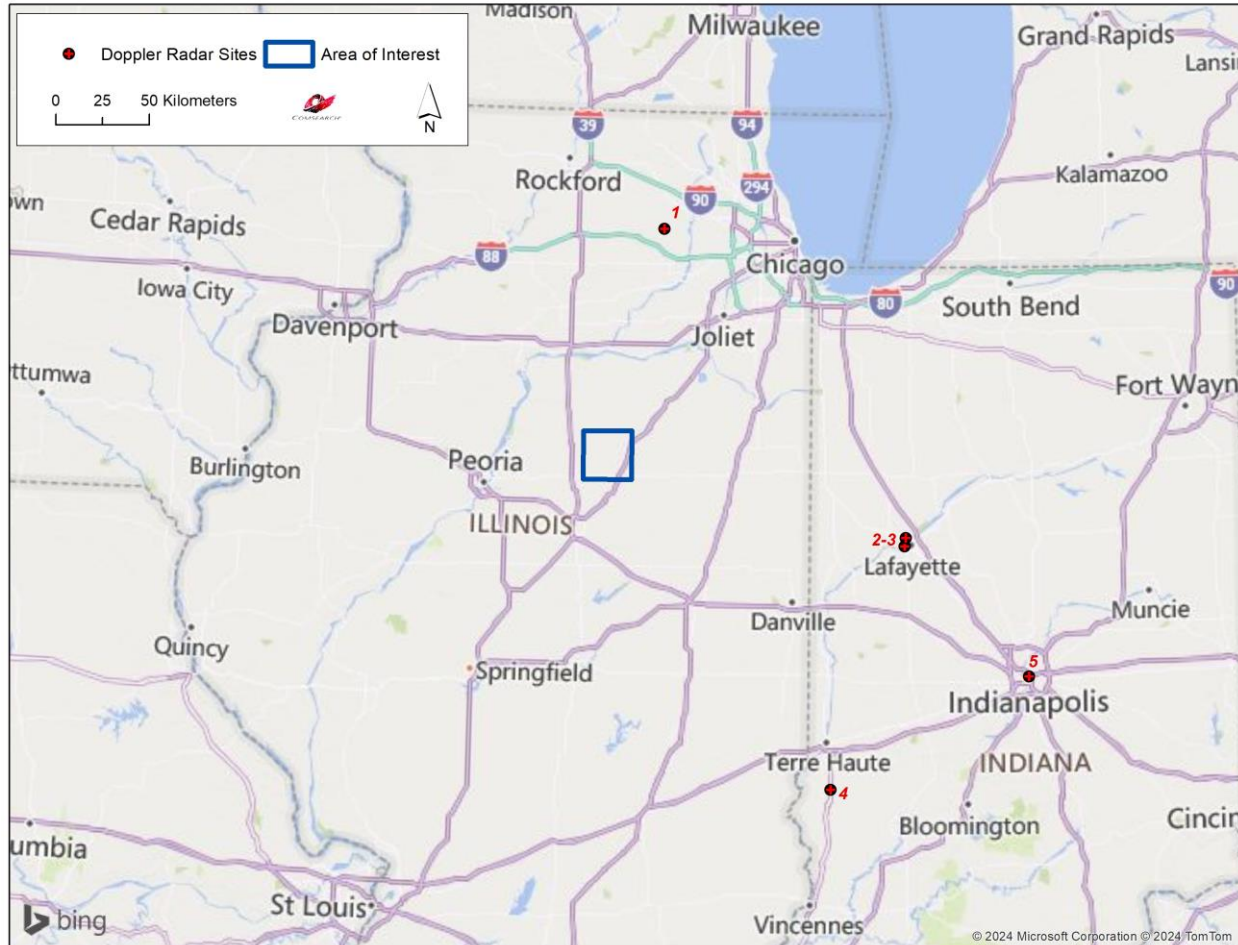 Madison
Milwaukee
Grand Rapids
Lansin
Doppler Radar Sites
Area of Interest
0 25 50 Kilometers
COMSEARCH
N
39
94
Rockford
90
294
Kalamazoo
own
Cedar Rapids
1
88
Chicago
Iowa City
90
Davenport
80
South Bend
Joliet
ttumwa
Fort Wayn
Burlington
Peoria
ILLINOIS
2-3
Lafayette
Danville
Muncie
Quincy
Springfield
5
Indianapolis
Terre Haute
INDIANA
4
Bloomington
Cincin
umbia
St Louis
Vincennes
bing
© 2024 Microsoft Corporation © 2024 TomTom